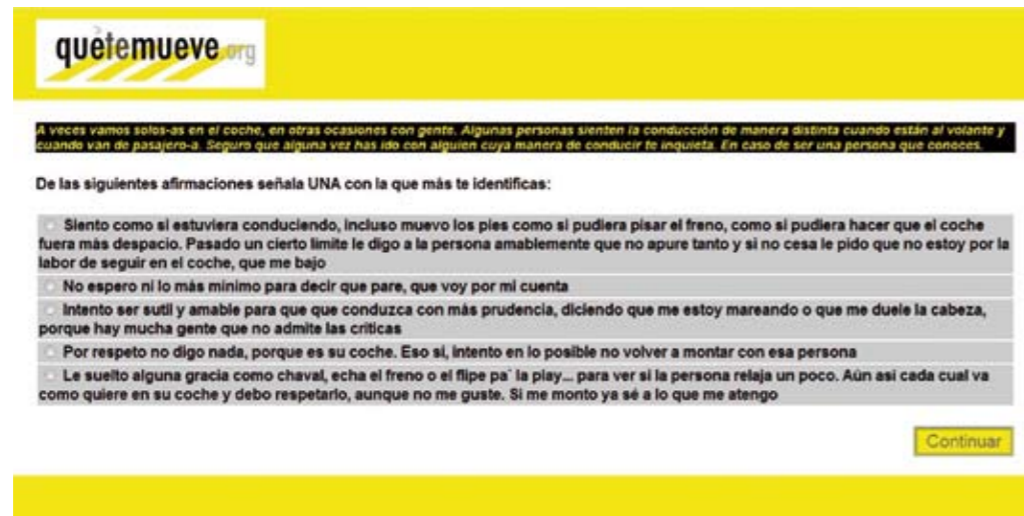 quétemueve.org
A veces vamos solos-as en el coche, en otras ocasiones con gente. Algunas personas sienten la conducción de manera distinta cuando están al volante y
cuando van de pasajero-a. Seguro que alguna vez has ido con alguien cuya manera de conducir te inquieta. En caso de ser una persona que conoces,
De las siguientes afirmaciones señala UNA con la que más te identificas:
Siento como si estuviera conduciendo, incluso muevo los pies como si pudiera pisar el freno, como si pudiera hacer que el coche
fuera más despacio. Pasado un cierto límite le digo a la persona amablemente que no apure tanto y si no cesa le pido que no estoy por la
labor de seguir en el coche, que me bajo
No espero ni lo más mínimo para decir que pare, que voy por mi cuenta
Intento ser sutil y amable para que que conduzca con más prudencia, diciendo que me estoy mareando o que me duele la cabeza,
porque hay mucha gente que no admite las críticas
Por respeto no digo nada, porque es su coche. Eso sí, intento en lo posible no volver a montar con esa persona
Le suelto alguna gracia como chaval, echa el freno o el flipe pa´ la play... para ver si la persona relaja un poco. Aún así cada cual va
como quiere en su coche y debo respetarlo, aunque no me guste. Si me monto ya sé a lo que me atengo
Continuar